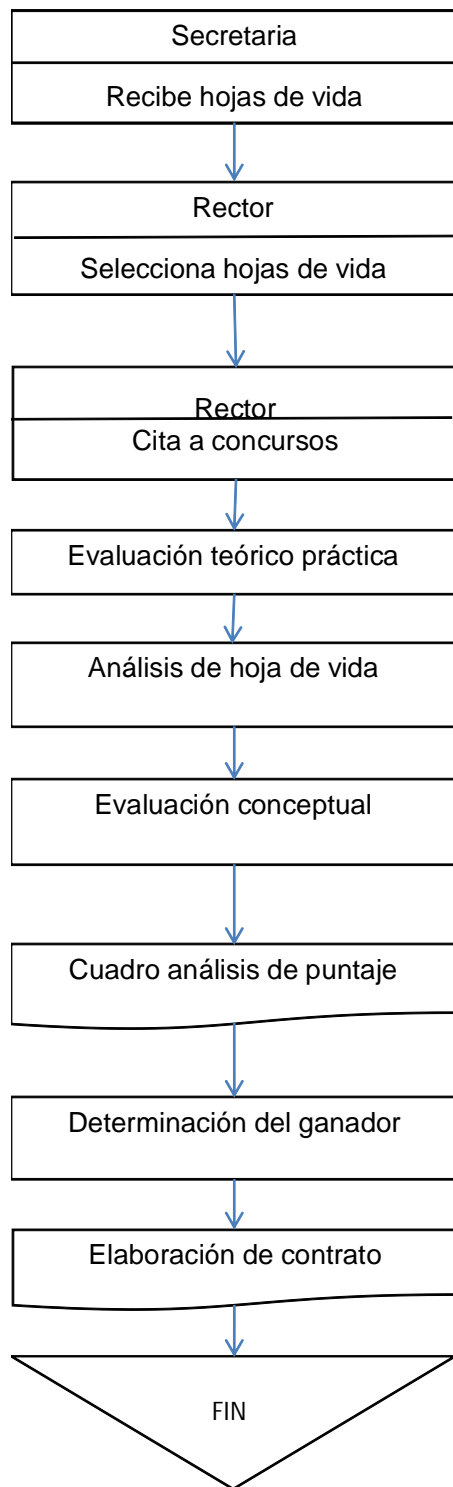 Secretaria
Recibe hojas de vida
Rector
Selecciona hojas de vida
Rector
Cita a concursos
Evaluación teórico práctica
Análisis de hoja de vida
Evaluación conceptual
Cuadro análisis de puntaje
Determinación del ganador
Elaboración de contrato
FIN